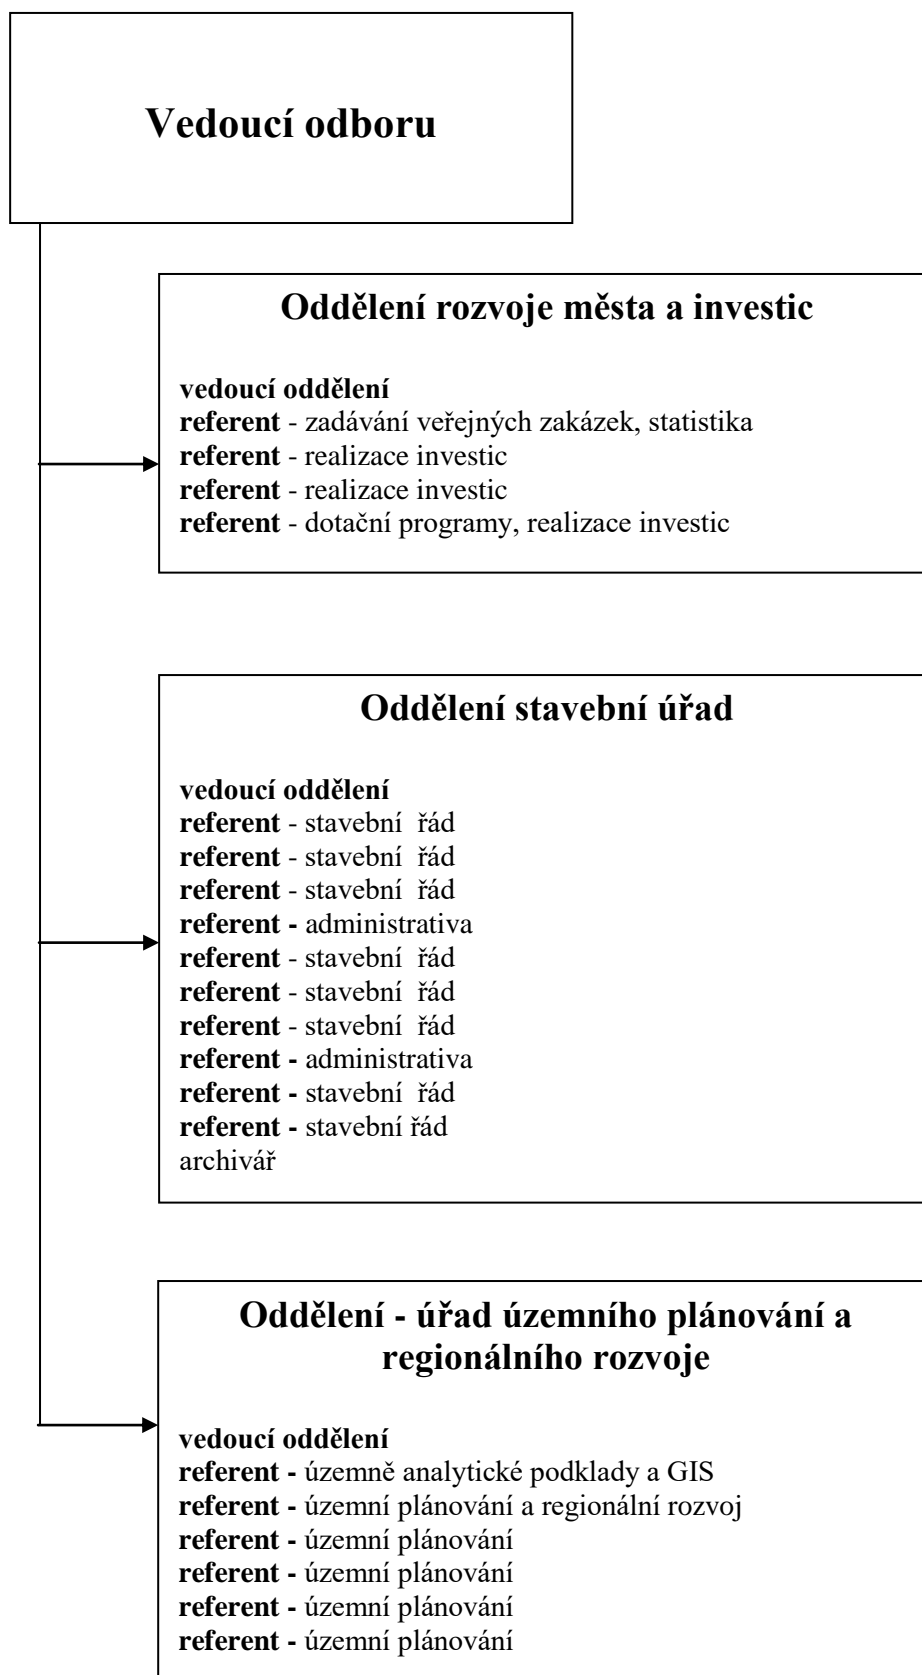 Vedoucí odboru
Oddělení rozvoje města a investic
vedoucí oddělení
referent - zadávání veřejných zakázek, statistika
referent - realizace investic
referent - realizace investic
referent - dotační programy, realizace investic
Oddělení stavební úřad
vedoucí oddělení
referent - stavební  řád
referent - stavební  řád
referent - stavební  řád
referent - administrativa
referent - stavební  řád
referent - stavební  řád
referent - stavební  řád
referent - administrativa
referent - stavební  řád
referent - stavební řád
archivář
Oddělení - úřad územního plánování a
regionálního rozvoje
vedoucí oddělení
referent - územně analytické podklady a GIS
referent - územní plánování a regionální rozvoj
referent - územní plánování
referent - územní plánování
referent - územní plánování
referent - územní plánování